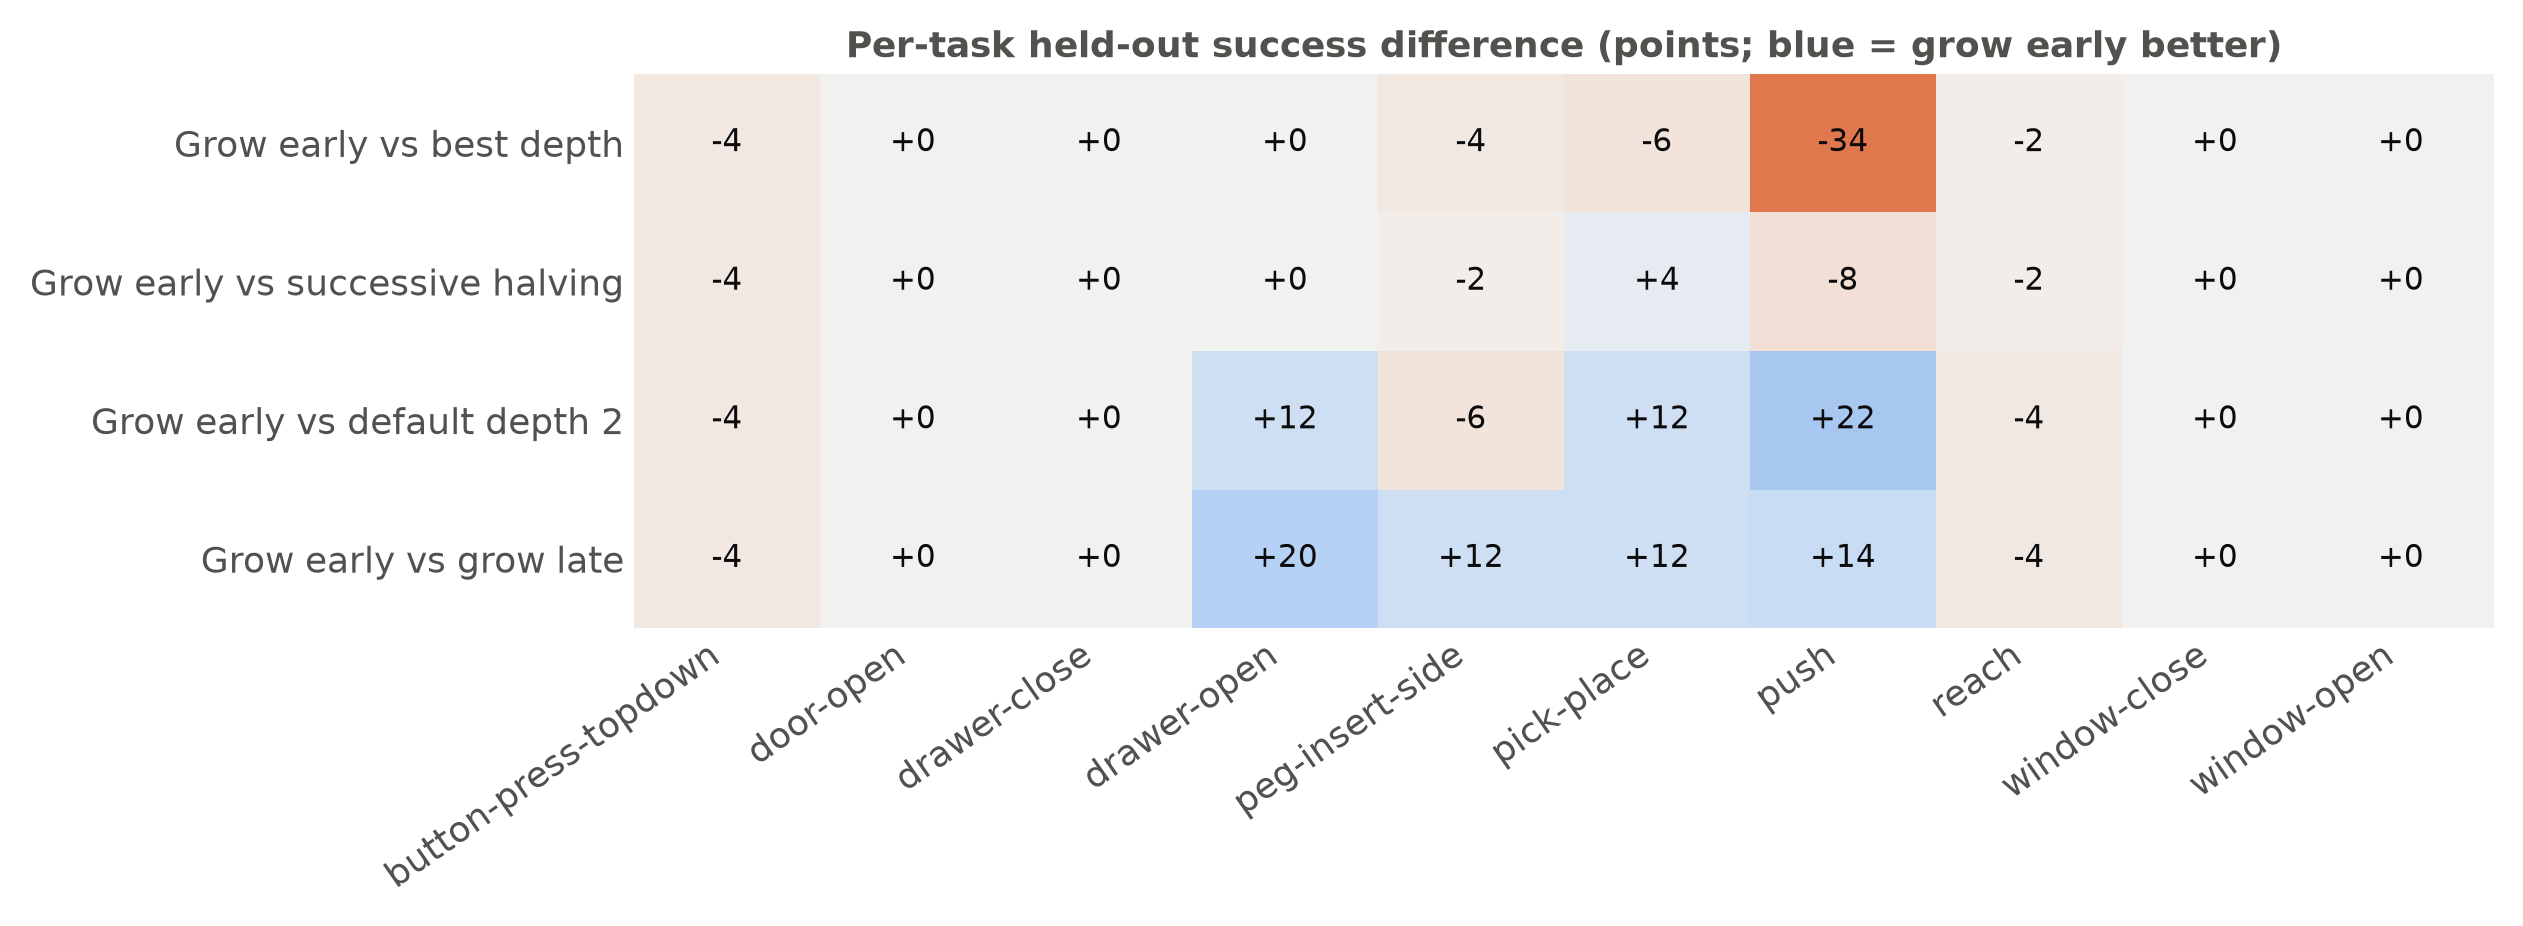 Per-task held-out success difference (points; blue = grow early better)
Grow early vs best depth -4 +0 +0 +0 -4 -6 -34 -2 +0 +0
Grow early vs successive halving -4 +0 +0 +0 -2 +4 -8 -2 +0 +0
Grow early vs default depth 2 -4 +0 +0 +12 -6 +12 +22 -4 +0 +0
Grow early vs grow late -4 +0 +0 +20 +12 +12 +14 -4 +0 +0
button-press-topdown
door-open
drawer-close
drawer-open
peg-insert-side
pick-place
push
reach
window-close
window-open